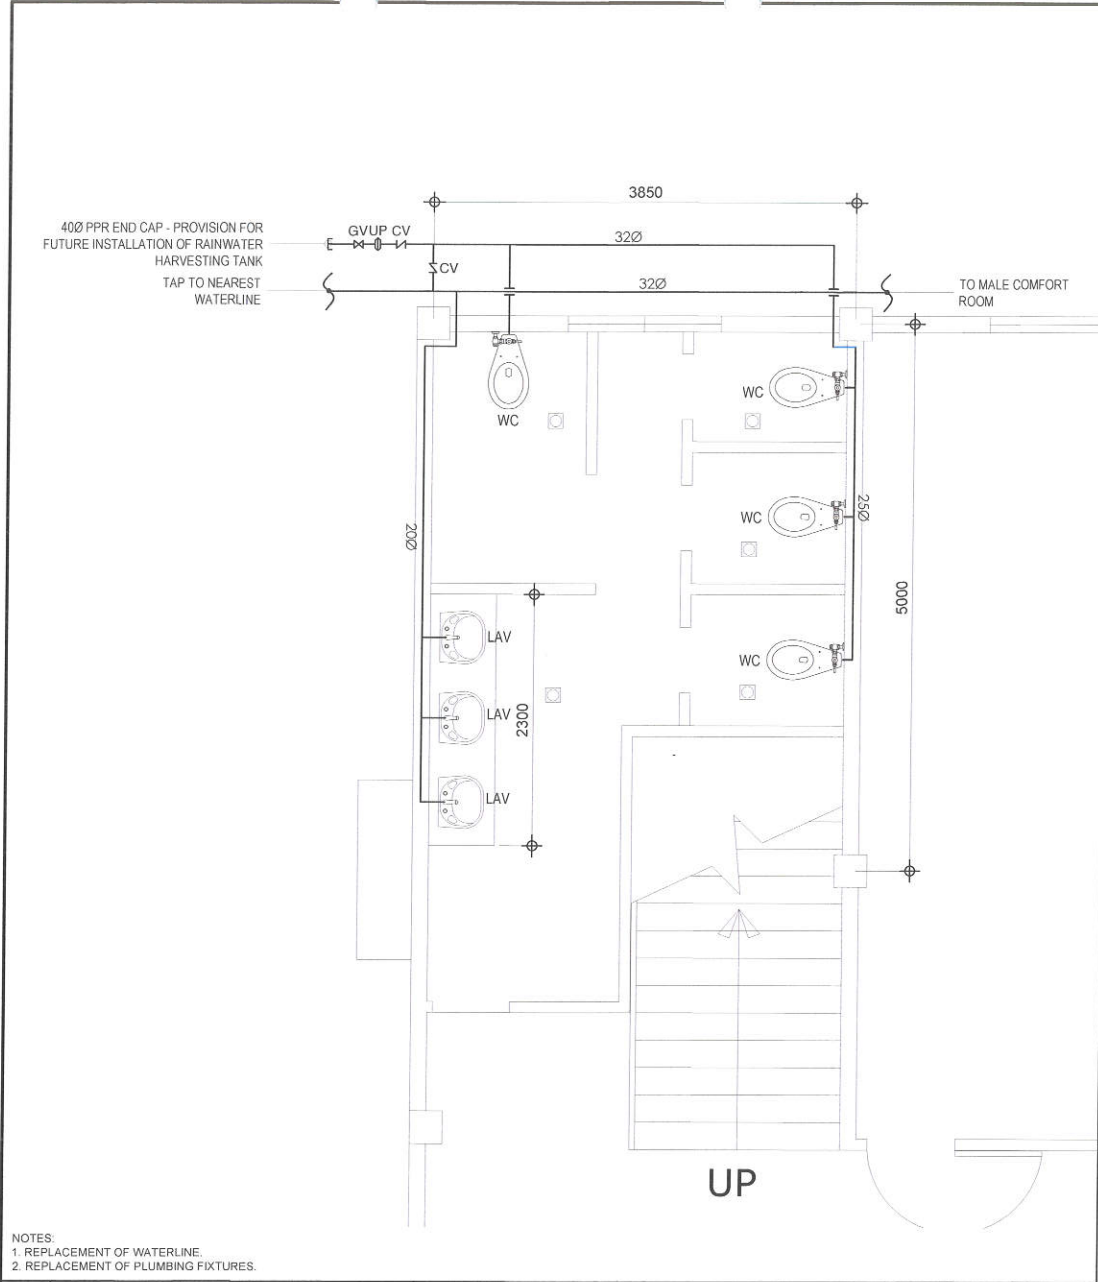 3850
40Ø PPR END CAP - PROVISION FOR
FUTURE INSTALLATION OF RAINWATER
HARVESTING TANK
GV UP CV
32Ø
CV
TAP TO NEAREST
WATERLINE
32Ø
TO MALE COMFORT
ROOM
WC
WC
20Ø
WC
25Ø
5000
LAV
WC
LAV
2300
LAV
UP
NOTES:
1. REPLACEMENT OF WATERLINE.
2. REPLACEMENT OF PLUMBING FIXTURES.